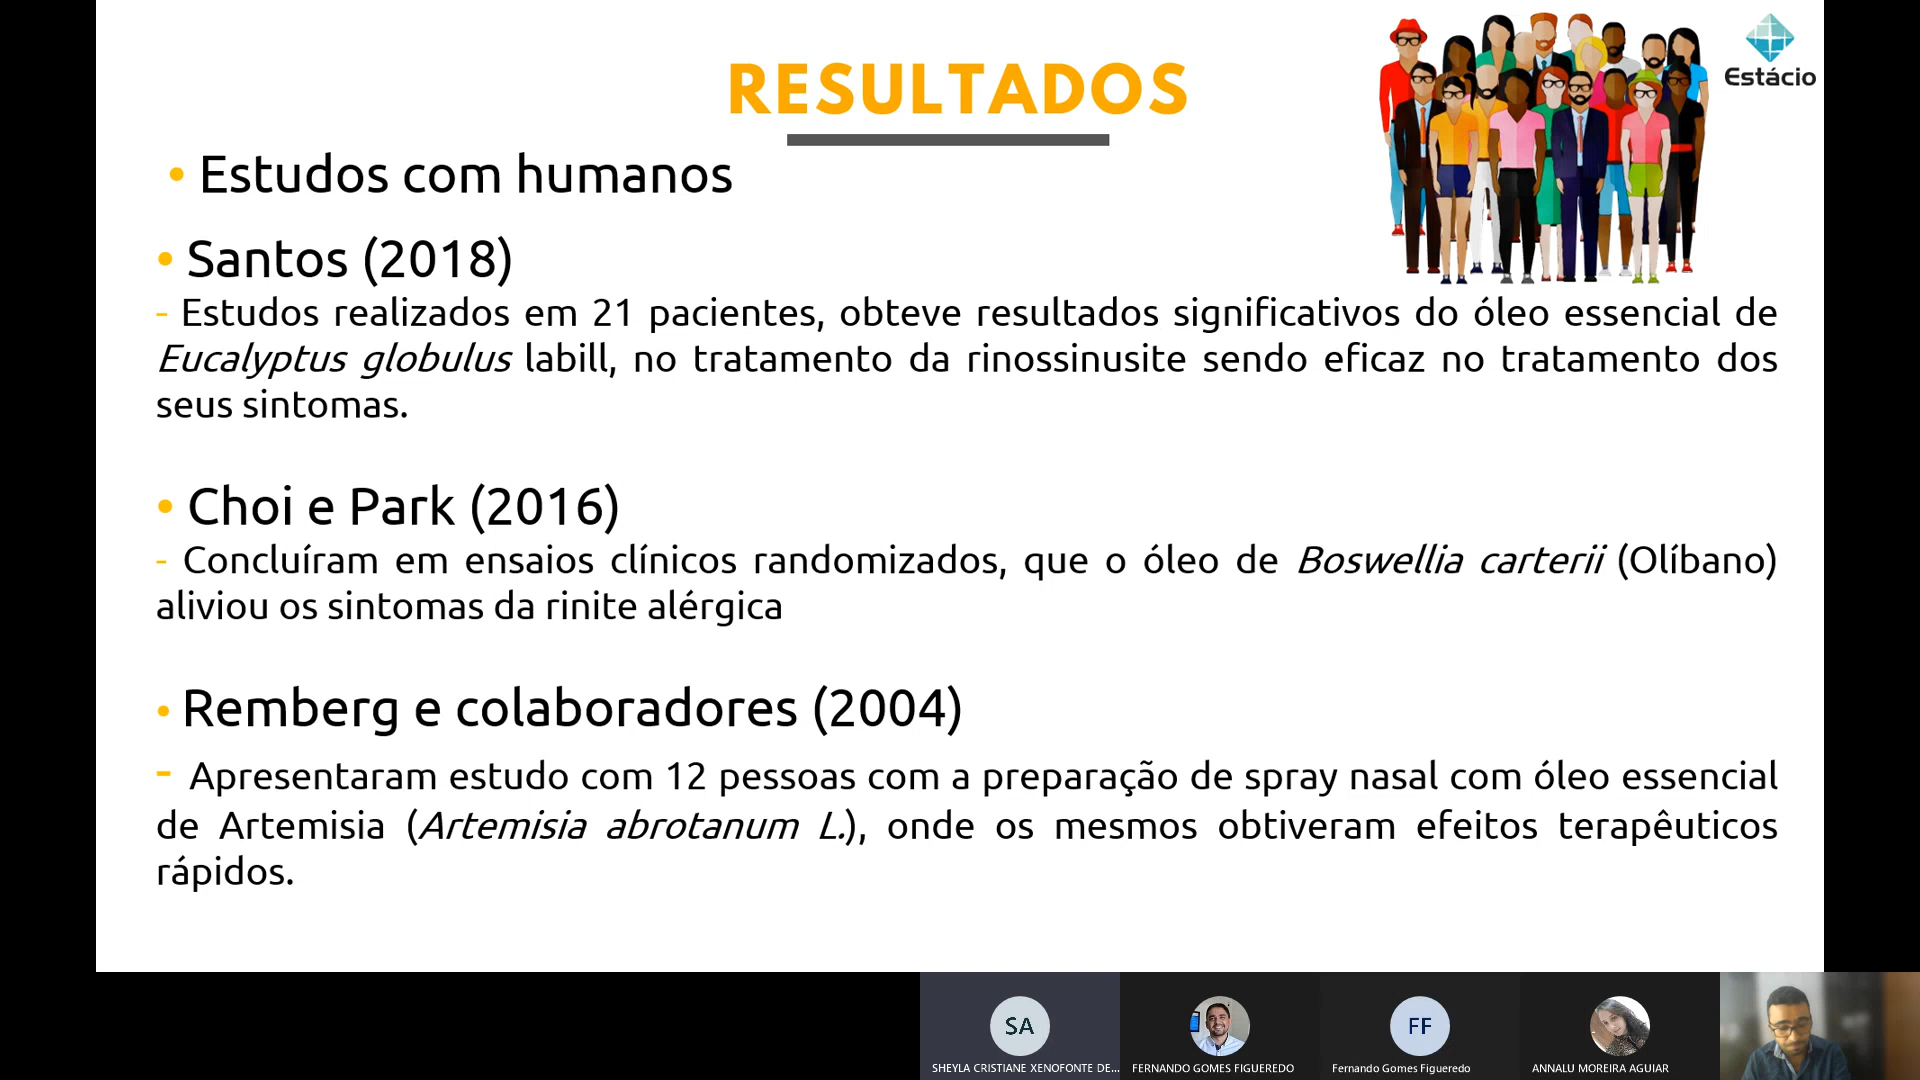 RESULTADOS
Estácio
• Estudos com humanos
• Santos (2018)
- Estudos realizados em 21 pacientes, obteve resultados significativos do óleo essencial de
Eucalyptus globulus labill, no tratamento da rinossinusite sendo eficaz no tratamento dos
seus sintomas.
• Choi e Park (2016)
- Concluíram em ensaios clínicos randomizados, que o óleo de Boswellia carterii (Olíbano)
aliviou os sintomas da rinite alérgica
• Remberg e colaboradores (2004)
- Apresentaram estudo com 12 pessoas com a preparação de spray nasal com óleo essencial
de Artemisia (Artemisia abrotanum L.), onde os mesmos obtiveram efeitos terapêuticos
rápidos.
SA
FF
SHEYLA CRISTIANE XENOFONTE DE...
FERNANDO GOMES FIGUEREDO
Fernando Gomes Figueredo
ANNALU MOREIRA AGUIAR